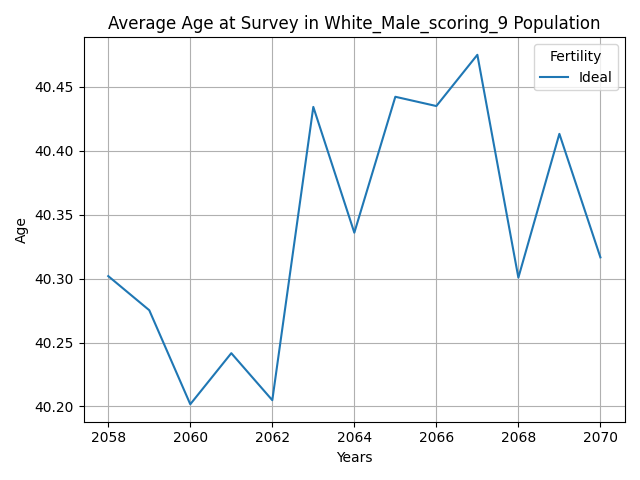 Average Age at Survey in White_Male_scoring_9 Population
Fertility
Ideal
40.45
40.40
40.35
40.30
40.25
40.20
Age
2058 2060 2062 2064 2066 2068 2070
Years